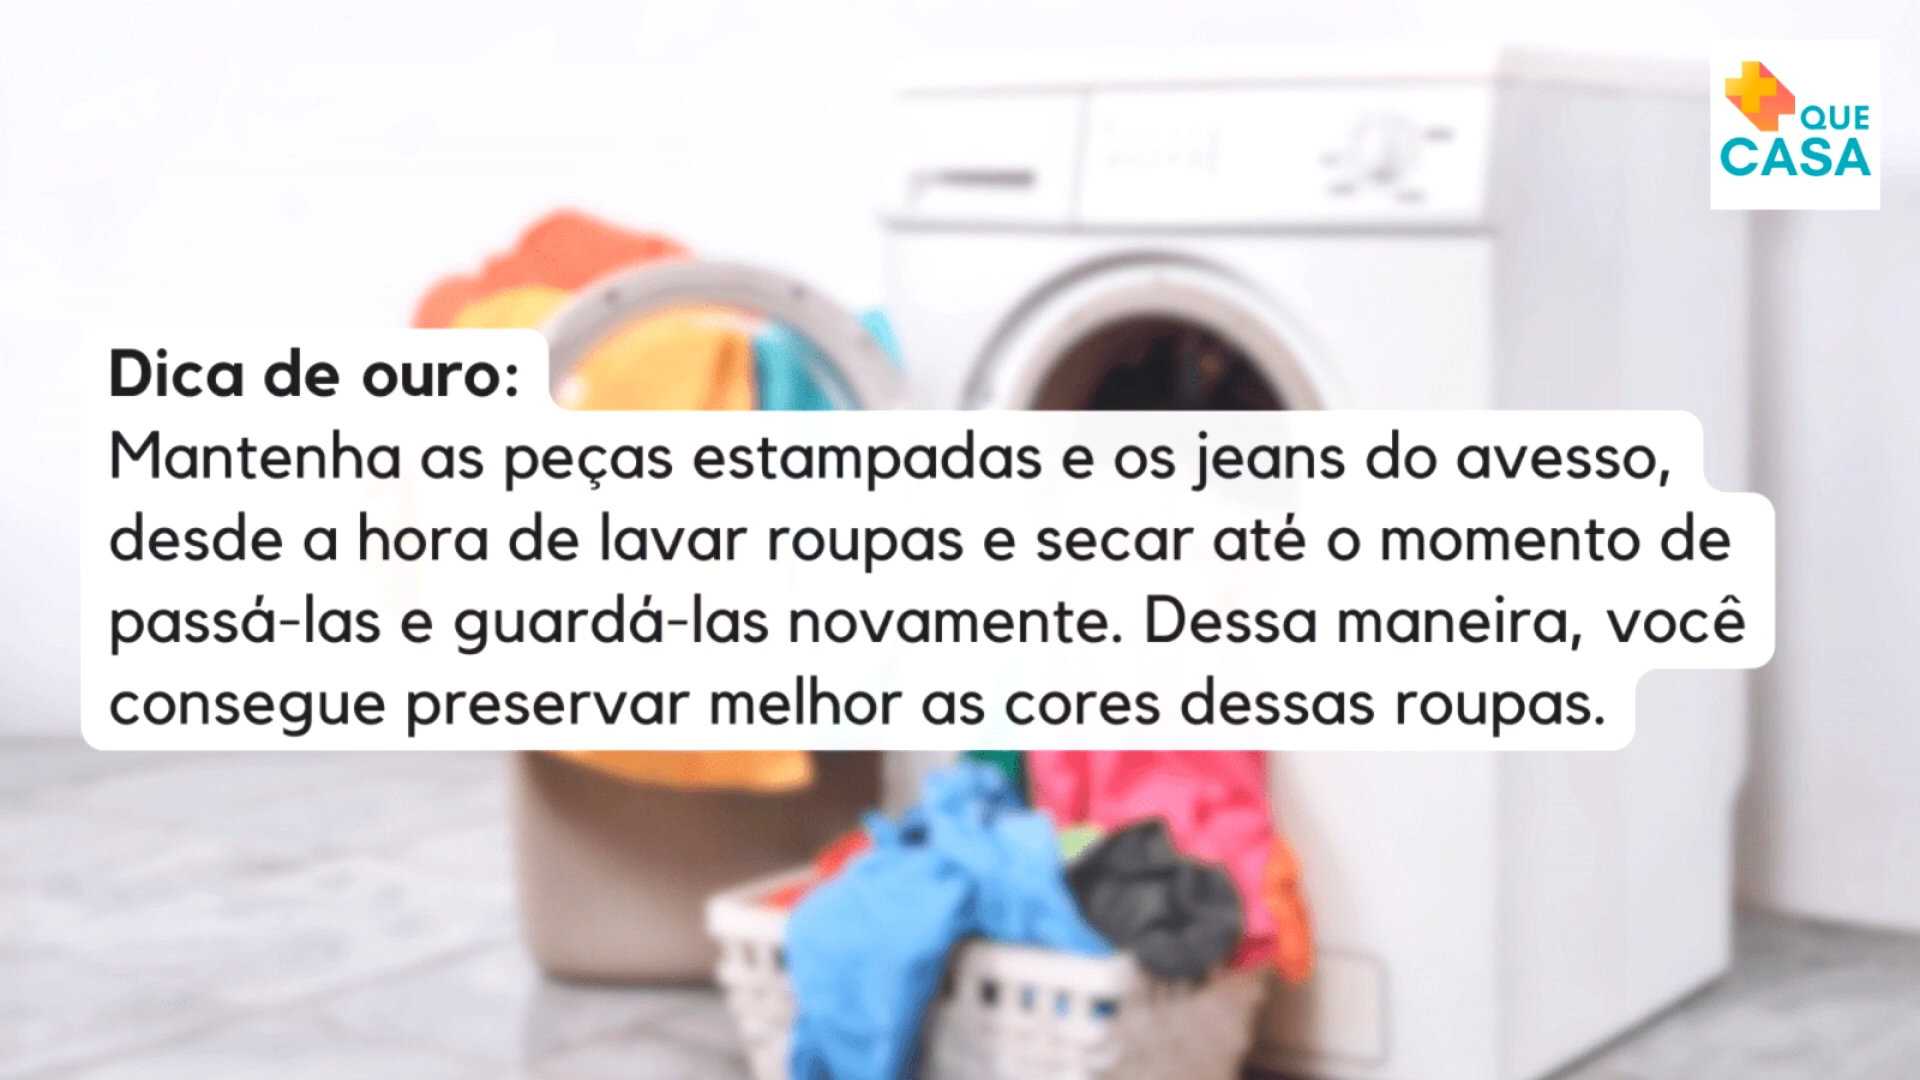 QUE
CASA
Dica de ouro:
Mantenha as peças estampadas e os jeans do avesso,
desde a hora de lavar roupas e secar até o momento de
passá-las e guardá-las novamente. Dessa maneira, você
consegue preservar melhor as cores dessas roupas.